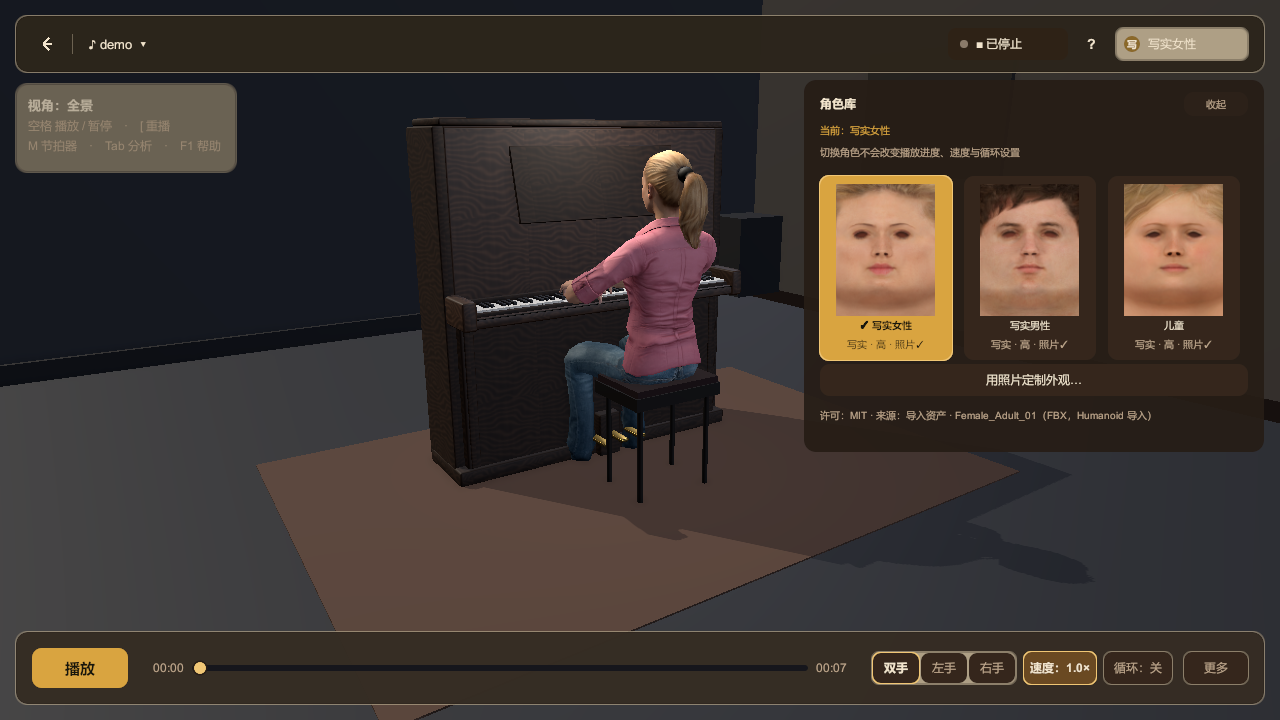 ♪ demo ▼
■ 已停止
?
写 写实女性
视角：全景
空格 播放 / 暂停 · [ 重播
M 节拍器 · Tab 分析 · F1 帮助
角色库
收起
当前：写实女性
切换角色不会改变播放进度、速度与循环设置
✓ 写实女性
写实 · 高 · 照片✓
写实男性
写实 · 高 · 照片✓
儿童
写实 · 高 · 照片✓
用照片定制外观…
许可：MIT · 来源：导入资产 · Female_Adult_01（FBX，Humanoid 导入）
播放
00:00
00:07
双手
左手
右手
速度：1.0×
循环：关
更多